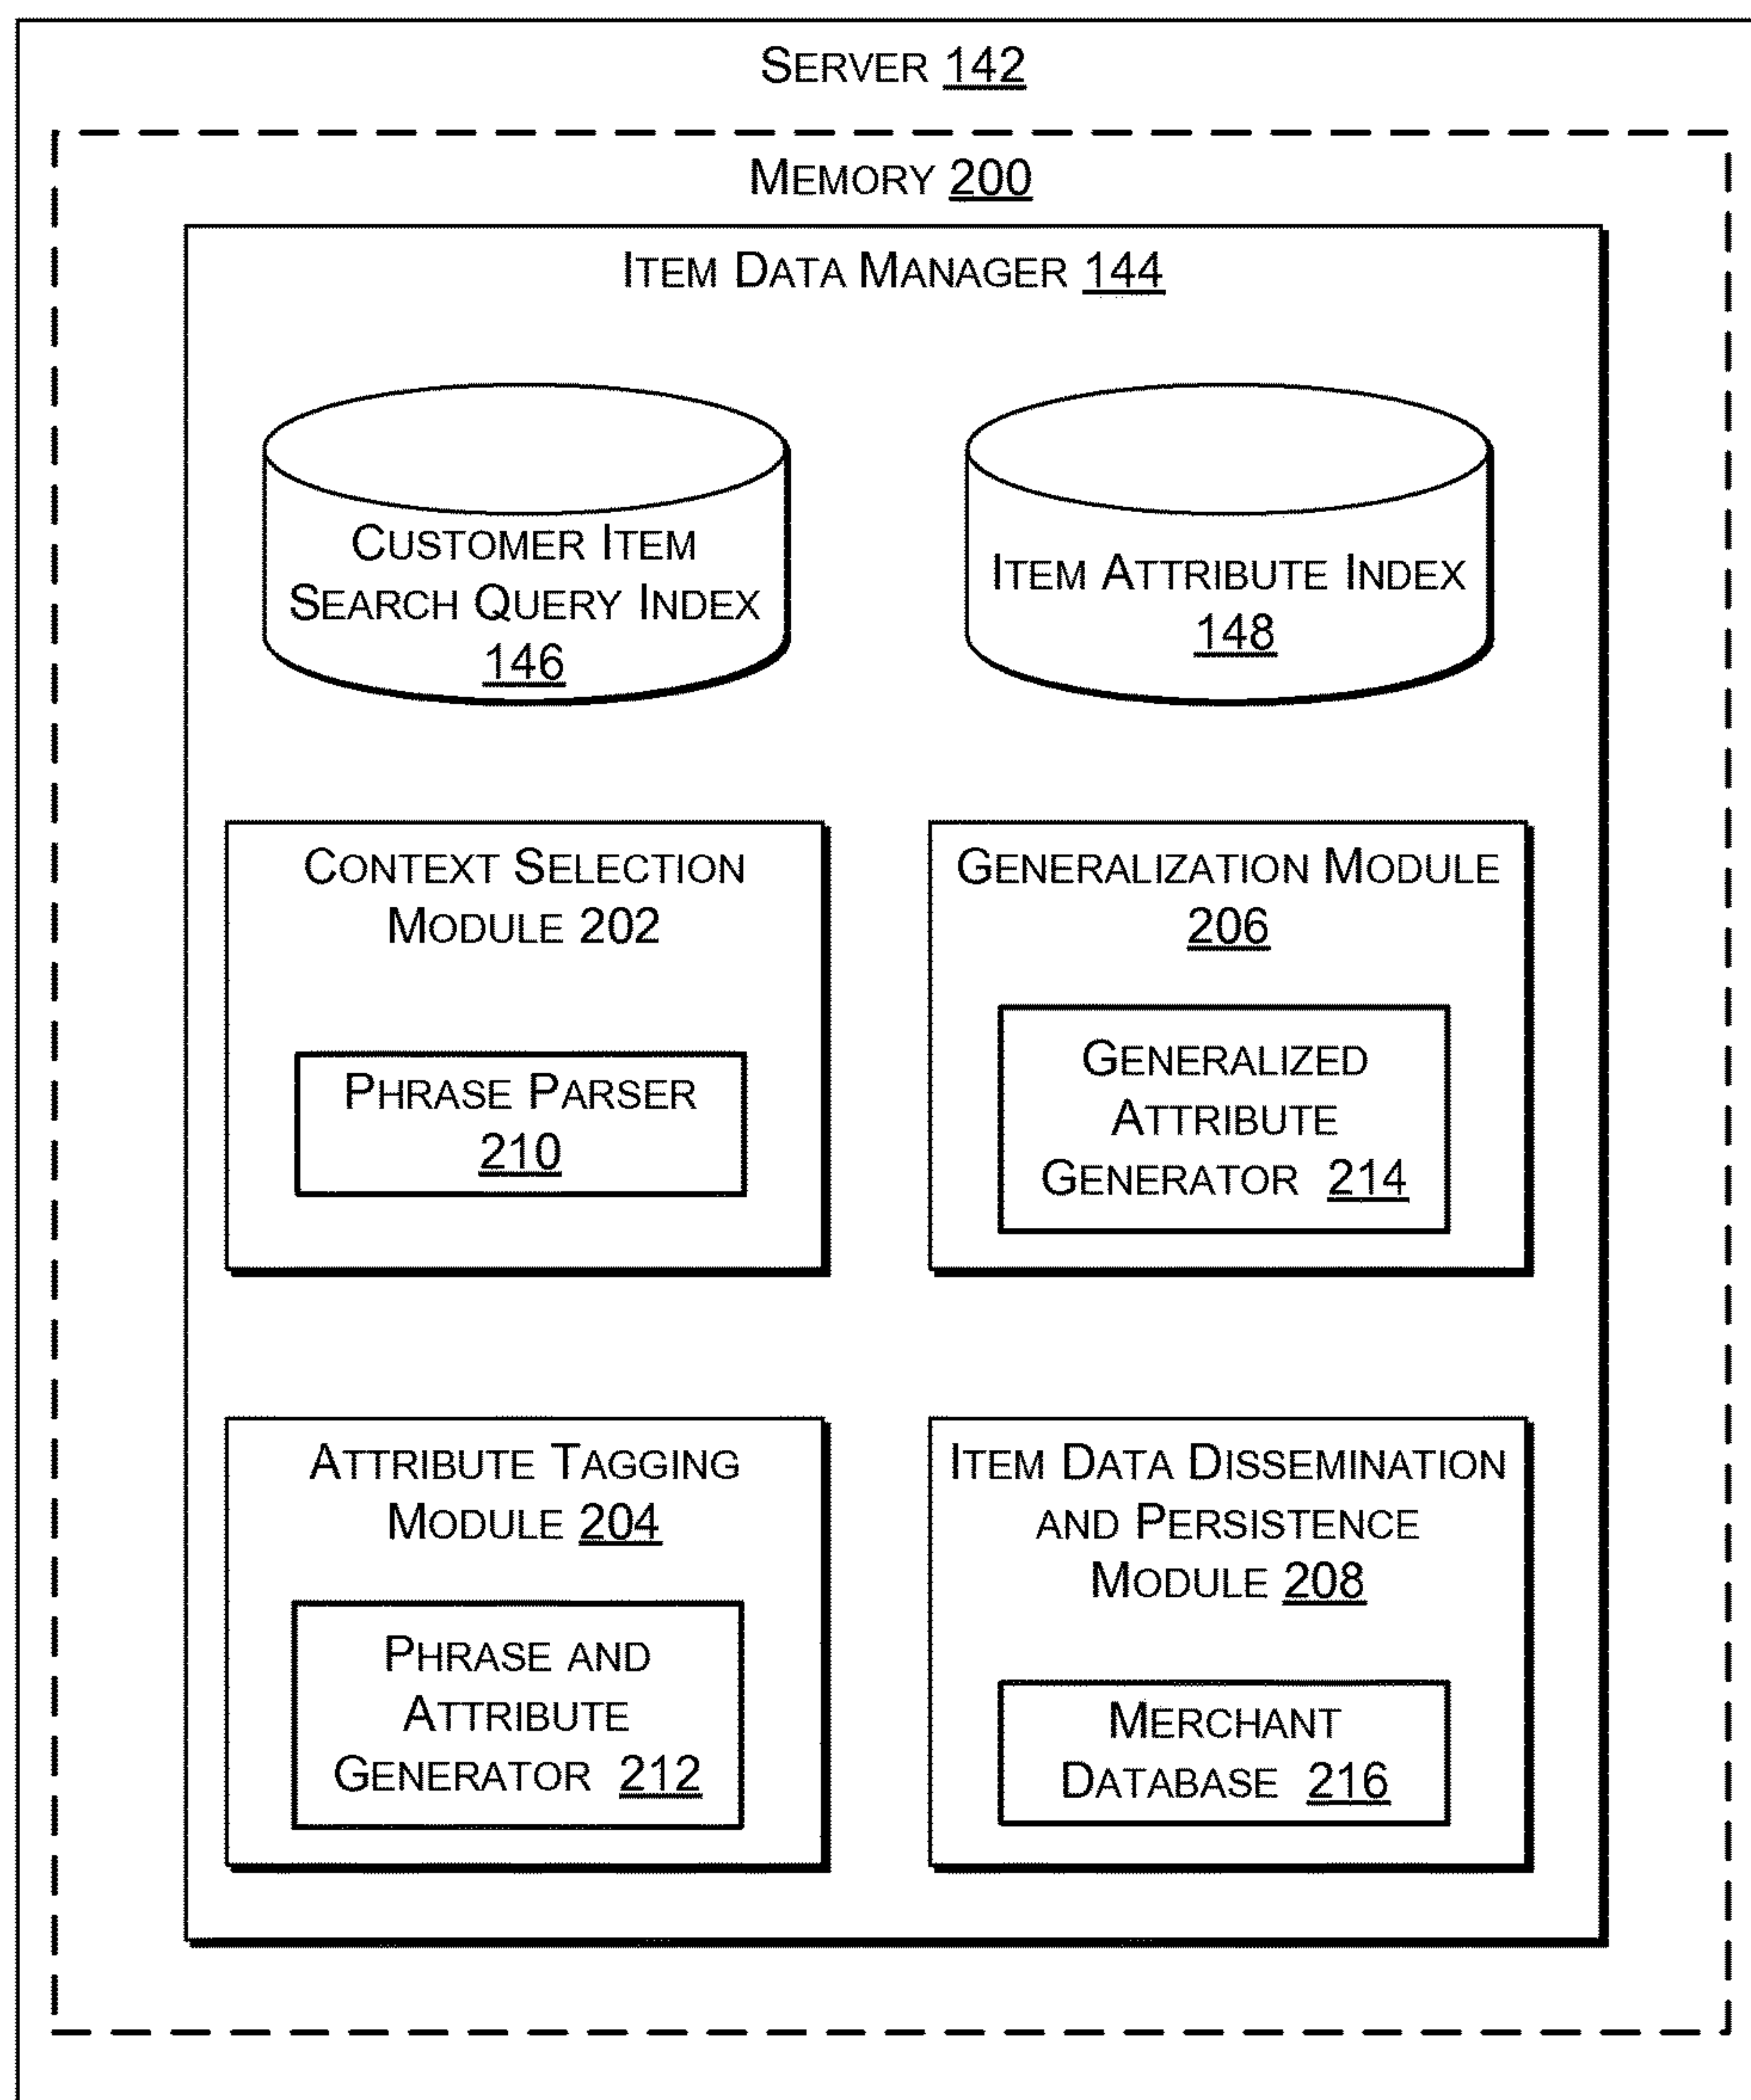 SERVER 142
MEMORY 200
ITEM DATA MANAGER 144
CUSTOMER ITEM
SEARCH QUERY INDEX
146
ITEM ATTRIBUTE INDEX
148
CONTEXT SELECTION
MODULE 202
PHRASE PARSER
210
GENERALIZATION MODULE
206
GENERALIZED
ATTRIBUTE
GENERATOR 214
ATTRIBUTE TAGGING
MODULE 204
PHRASE AND
ATTRIBUTE
GENERATOR 212
ITEM DATA DISSEMINATION
AND PERSISTENCE
MODULE 208
MERCHANT
DATABASE 216